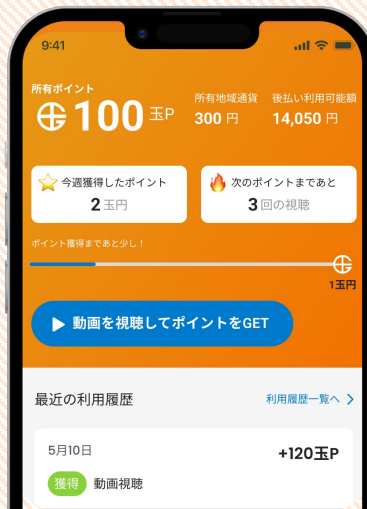 9:41
所有ポイント
100 玉P
所有地域通貨
300 円
後払い利用可能額
14,050 円
今週獲得したポイント
2 玉円
次のポイントまであと
3 回の視聴
ポイント獲得まであと少し！
1玉円
動画を視聴してポイントをGET
最近の利用履歴
利用履歴一覧へ
5月10日
+120玉P
獲得 動画視聴